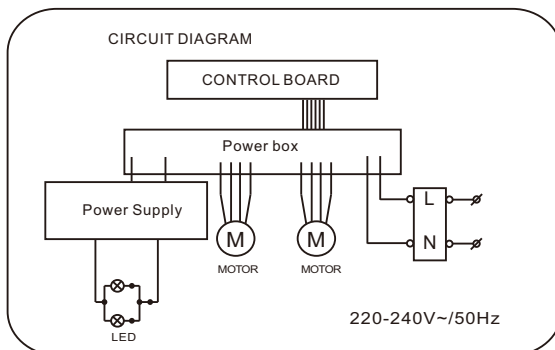 CIRCUIT DIAGRAM
CONTROL BOARD
Power box
Power Supply
L
M
M
N
MOTOR
MOTOR
220-240V~/50Hz
LED